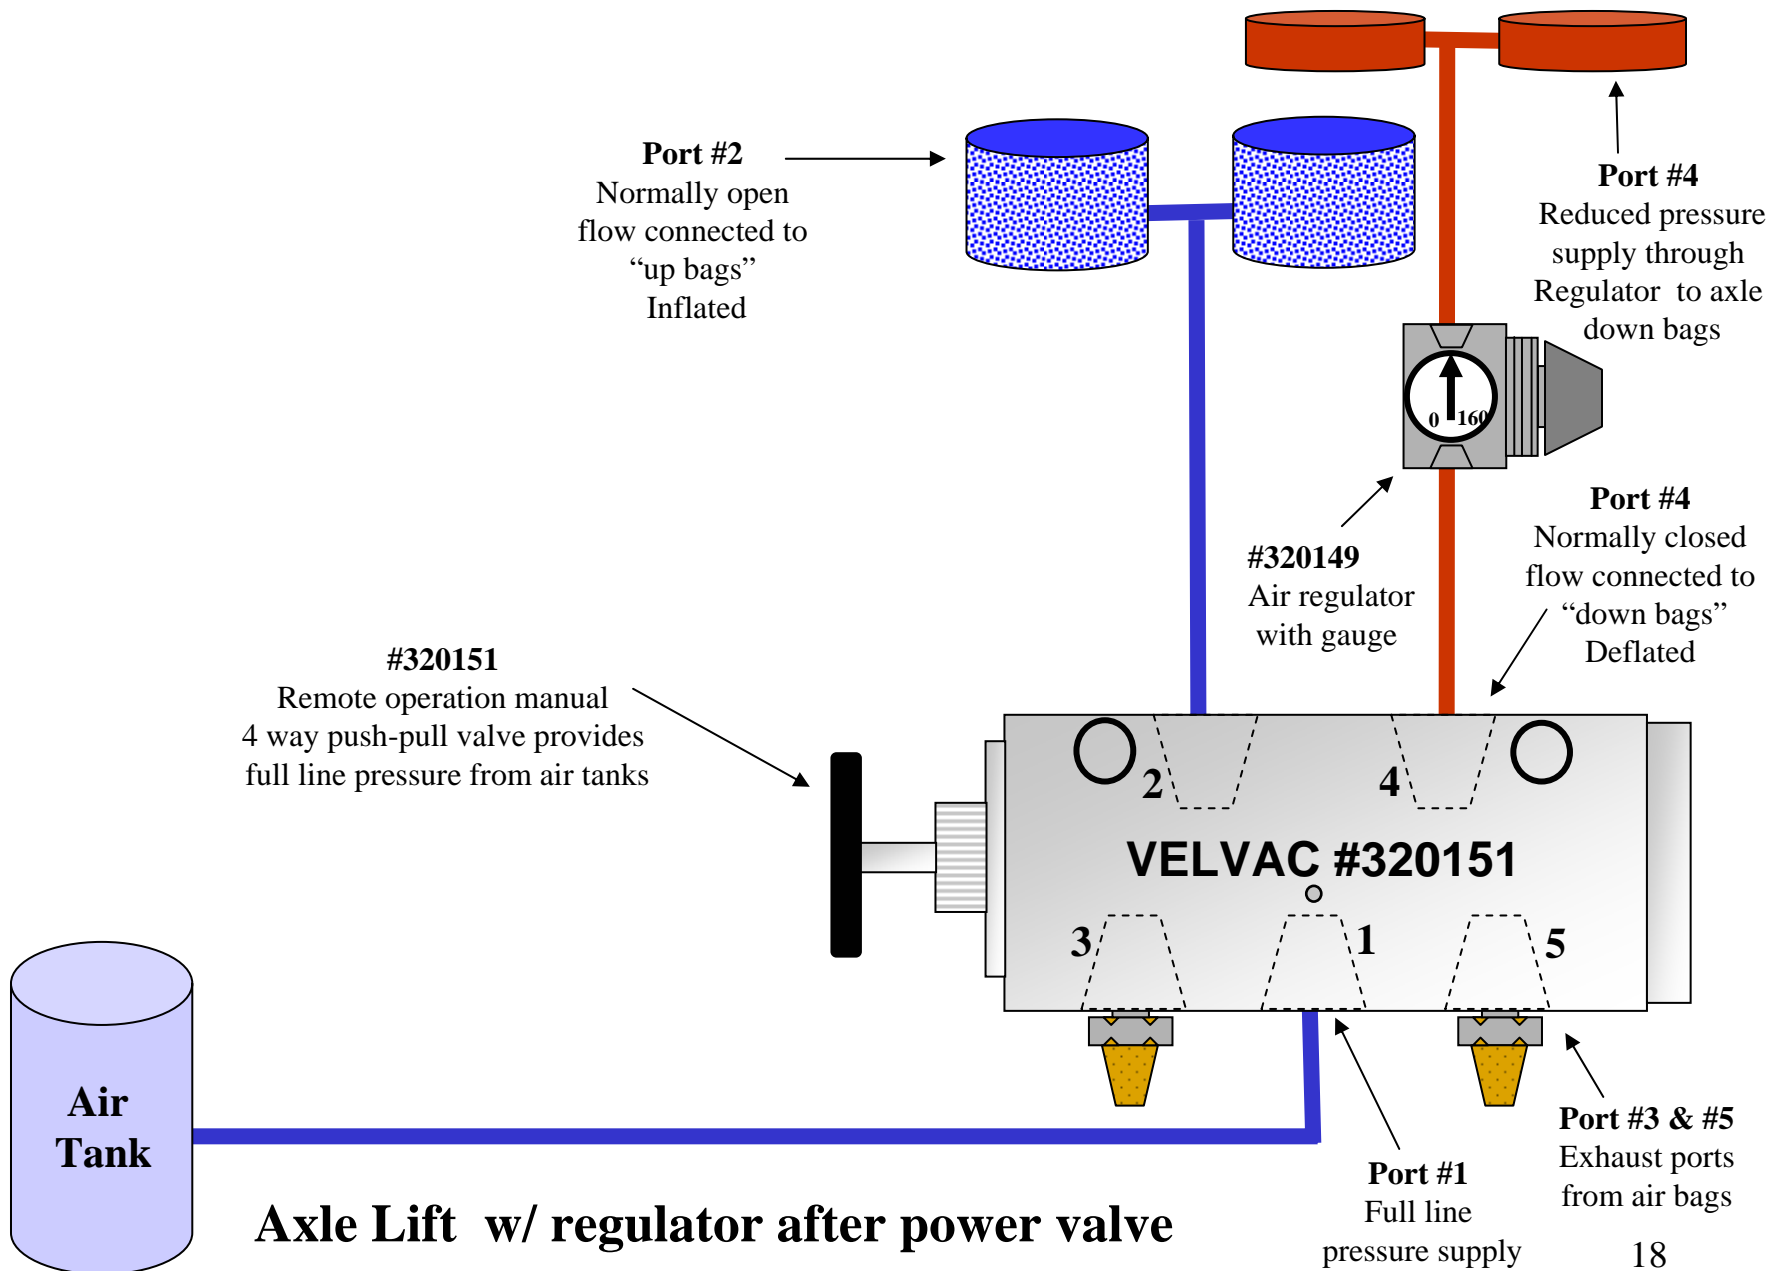 Port #2
Normally open
flow connected to
“up bags”
Inflated
Port #4
Reduced pressure
supply through
Regulator to axle
down bags
0 160
Port #4
Normally closed
flow connected to
“down bags”
Deflated
#320149
Air regulator
with gauge
#320151
Remote operation manual
4 way push-pull valve provides
full line pressure from air tanks
2 4
VELVAC #320151
3 1 5
Air
Tank
Port #3 & #5
Exhaust ports
from air bags
Port #1
Full line
pressure supply
Axle Lift w/ regulator after power valve
18